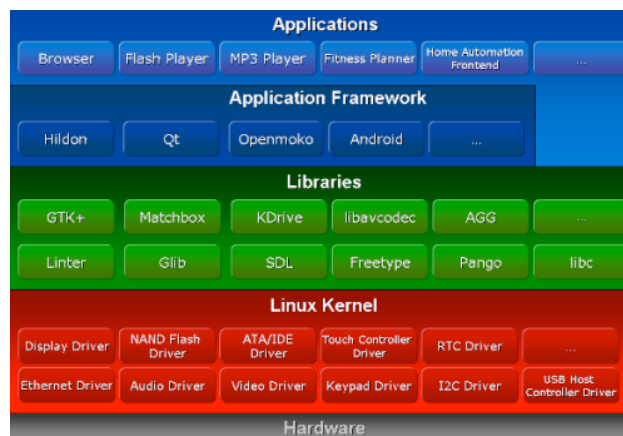 Applications
Browser
Flash Player
MP3 Player
Fitness Planner
Home Automation
Frontend
...
Application Framework
Hildon
Qt
Openmoko
Android
...
Libraries
GTK+
Matchbox
KDrive
libavcodec
AGG
...
Linter
Glib
SDL
Freetype
Pango
libc
Linux Kernel
Display Driver
NAND Flash
Driver
ATA/IDE
Driver
Touch Controller
Driver
RTC Driver
...
Ethernet Driver
Audio Driver
Video Driver
Keypad Driver
I2C Driver
USB Host
Controller Driver
Hardware